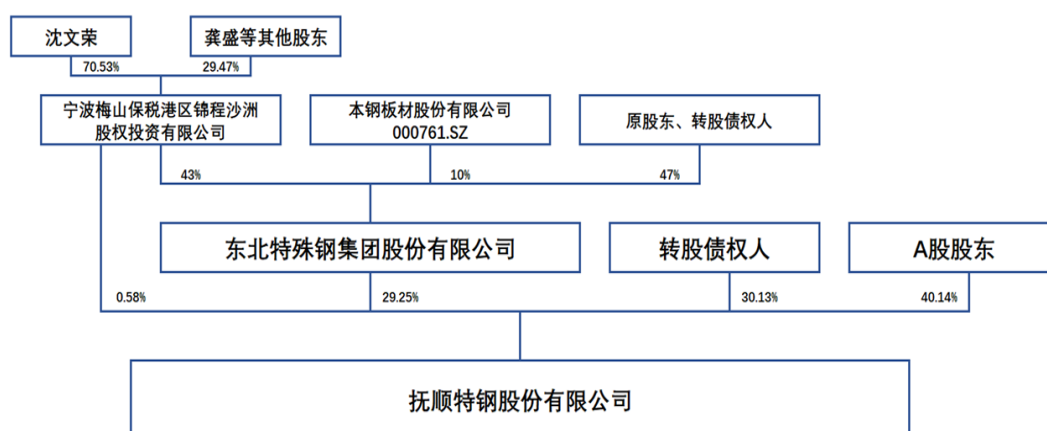 沈文荣
龚盛等其他股东
70.53%
29.47%
宁波梅山保税港区锦程沙洲
股权投资有限公司
本钢板材股份有限公司
000761.SZ
原股东、转股债权人
43%
10%
47%
东北特殊钢集团股份有限公司
转股债权人
A股股东
0.58%
29.25%
30.13%
40.14%
抚顺特钢股份有限公司